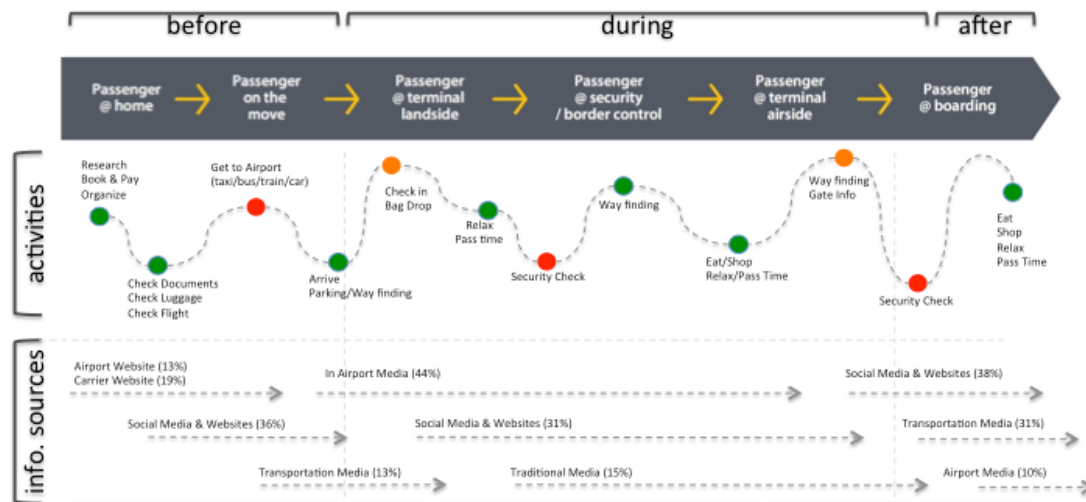 before
during
after
Passenger
@ home
Passenger
on the
move
Passenger
@ terminal
landside
Passenger
@ security
/ border control
Passenger
@ terminal
airside
Passenger
@ boarding
activities
Research
Book & Pay
Organize
Get to Airport
(taxi/bus/train/car)
Check in
Bag Drop
Way finding
Way finding
Gate Info
Relax
Pass time
Eat
Shop
Relax
Pass Time
Check Documents
Check Luggage
Check Flight
Arrive
Parking/Way finding
Security Check
Eat/Shop
Relax/Pass Time
Security Check
info. sources
Airport Website (13%)
Carrier Website (19%)
In Airport Media (44%)
Social Media & Websites (38%)
Social Media & Websites (36%)
Social Media & Websites (31%)
Transportation Media (31%)
Transportation Media (13%)
Traditional Media (15%)
Airport Media (10%)